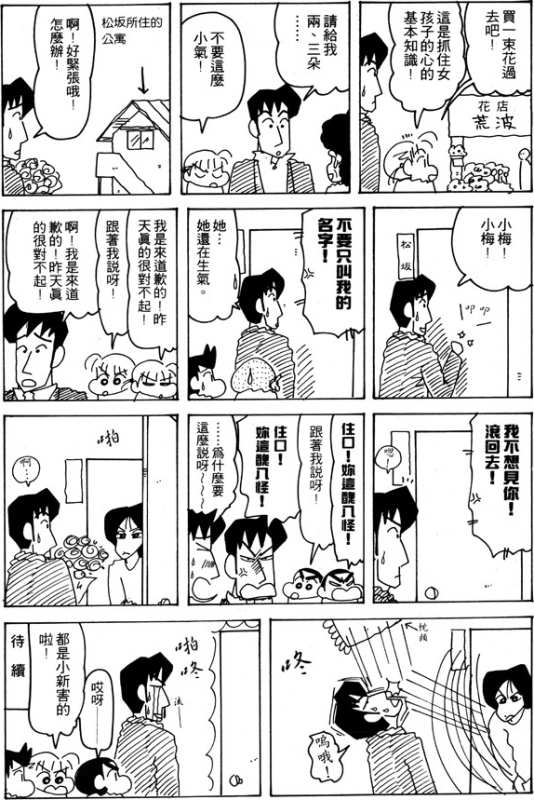 買一束花過
去吧！
這是抓住女
孩子的心的
基本知識！
花店
荒波
請給我
兩、三朵
……
不要這麼
小氣！
松坂所住的
公寓
啊！好緊張哦！
怎麼辦！
小梅！
小梅！
松坂
叩
叩
不要只叫我的
名字！
她…
她還在生氣。
我是來道歉的！昨
天真的很對不起！
跟著我說呀！
啊！我是來道
歉的！昨天真
的很對不起！
我不想見你！
滾回去！
住口！妳這醜八怪！
跟著我說呀！
住口！
妳這醜八怪！
……為什麼要
這麼說呀～～～
啪
啊
咚
枕頭
嗚哦！
啪
咚
流
哎呀……
都是小新害的
啦！
待續